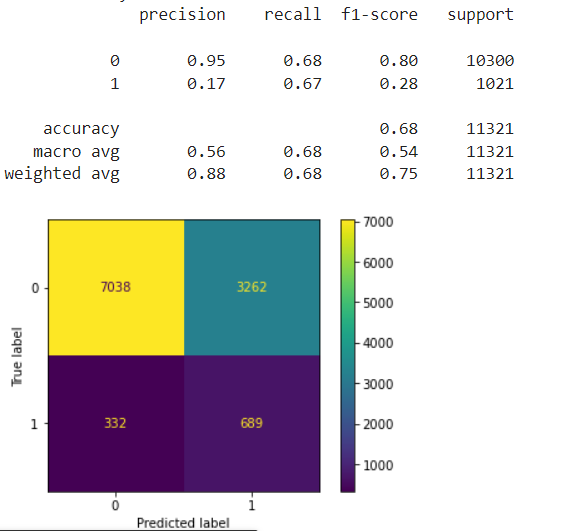 precision recall f1-score support
0 0.95 0.68 0.80 10300
1 0.17 0.67 0.28 1021
accuracy 0.68 11321
macro avg 0.56 0.68 0.54 11321
weighted avg 0.88 0.68 0.75 11321
7000
6000
5000
4000
3000
2000
1000
True label
0 7038 3262
1 332 689
0 1
Predicted label